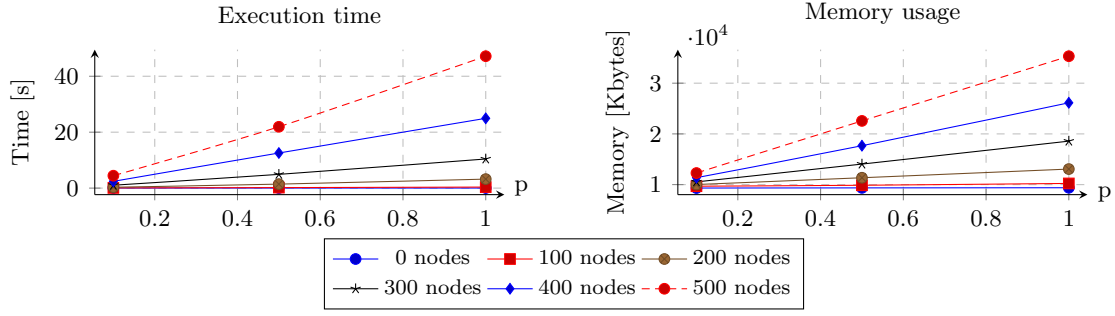 Execution time
Time [s]
40
20
0
0.2 0.4 0.6 0.8 1
p
Memory usage
·10^4
Memory [Kbytes]
3
2
1
0.2 0.4 0.6 0.8 1
p
0 nodes 100 nodes 200 nodes
300 nodes 400 nodes 500 nodes